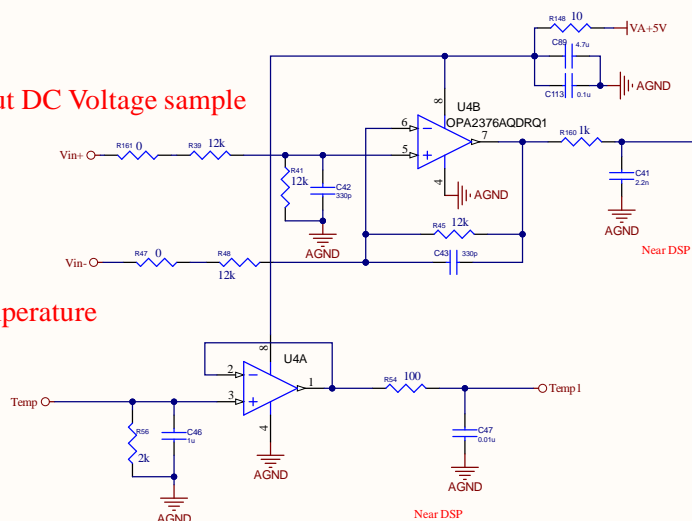 R148 10
VA+5V
C89 4.7u
C113 0.1u
AGND
ut DC Voltage sample
8
U4B
OPA2376AQDRQ1
6
7
5
4
AGND
R160 1k
C41
2.2n
AGND
Near DSP
Vin+
R161 0
R39 12k
R41
12k
C42
330p
AGND
R45 12k
C43 330p
Vin-
R47 0
R48
12k
perature
8
U4A
2
3
1
4
AGND
R54 100
Temp1
C47
0.01u
AGND
Near DSP
Temp
R56
2k
C46
1u
AGND